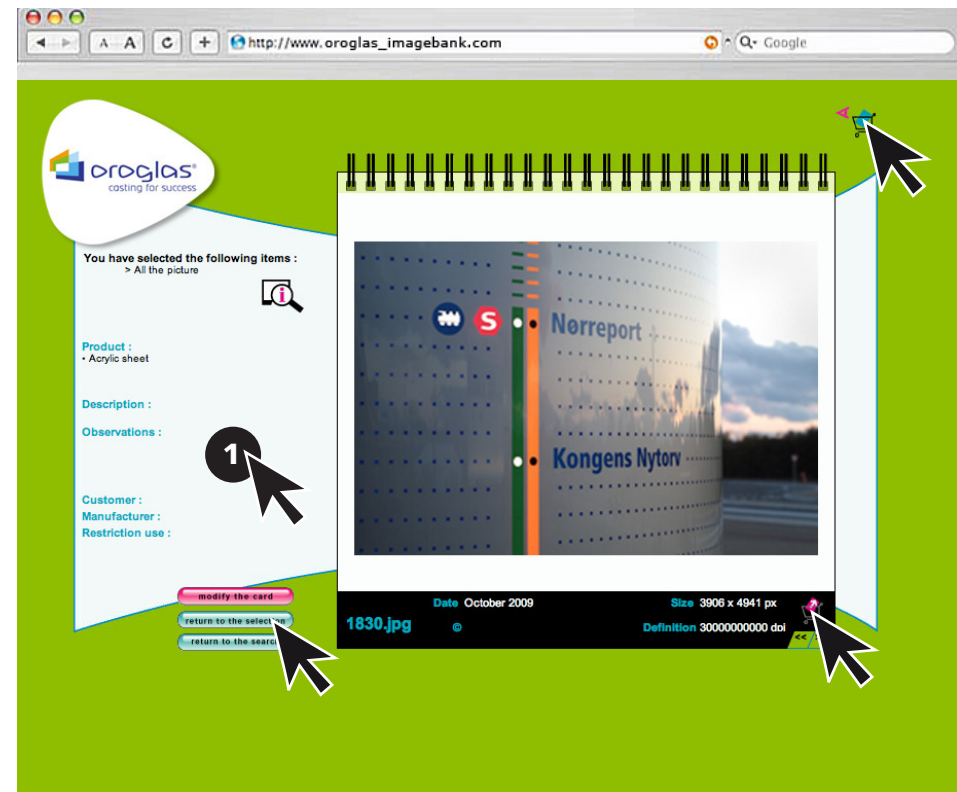 A A C + http://www.oroglas_imagebank.com Google
oroglas®
casting for success
You have selected the following items :
> All the picture
i
Product :
• Acrylic sheet
Description :
Observations :
1
Customer :
Manufacturer :
Restriction use :
modify the card
return to the selection
return to the search
S Nørreport
Kongens Nytorv
Date October 2009 Size 3906 x 4941 px
1830.jpg © Definition 30000000000 doi
<<